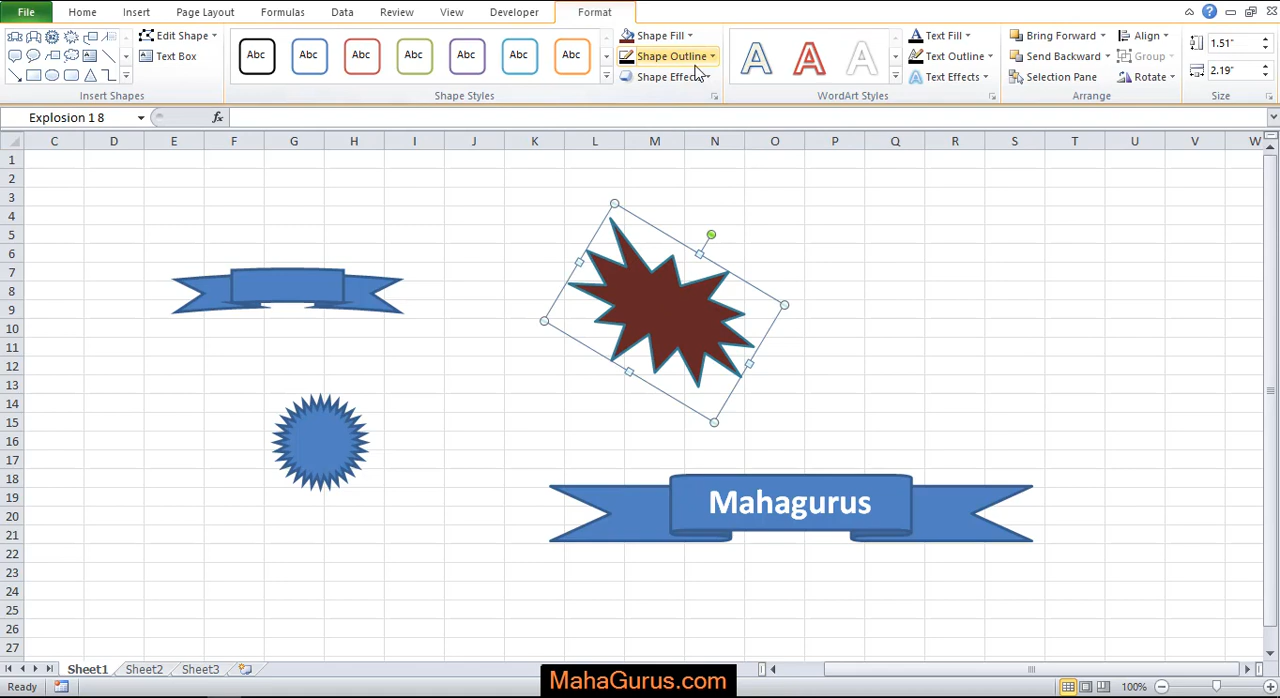 File Home Insert Page Layout Formulas Data Review View Developer Format
Edit Shape
Text Box
Insert Shapes
Abc Abc Abc Abc Abc Abc Abc
Shape Styles
Shape Fill
Shape Outline
Shape Effects
WordArt Styles
Text Fill
Text Outline
Text Effects
Bring Forward
Send Backward
Selection Pane
Align
Group
Rotate
Arrange
1.51"
2.19"
Size
Explosion 1 8
fx
C D E F G H I J K L M N O P Q R S T U V W
1
2
3
4
5
6
7
8
9
10
11
12
13
14
15
16
17
18
19
20
21
22
23
24
25
26
27
Mahagurus
Sheet1 Sheet2 Sheet3
Ready
MahaGurus.com
100%